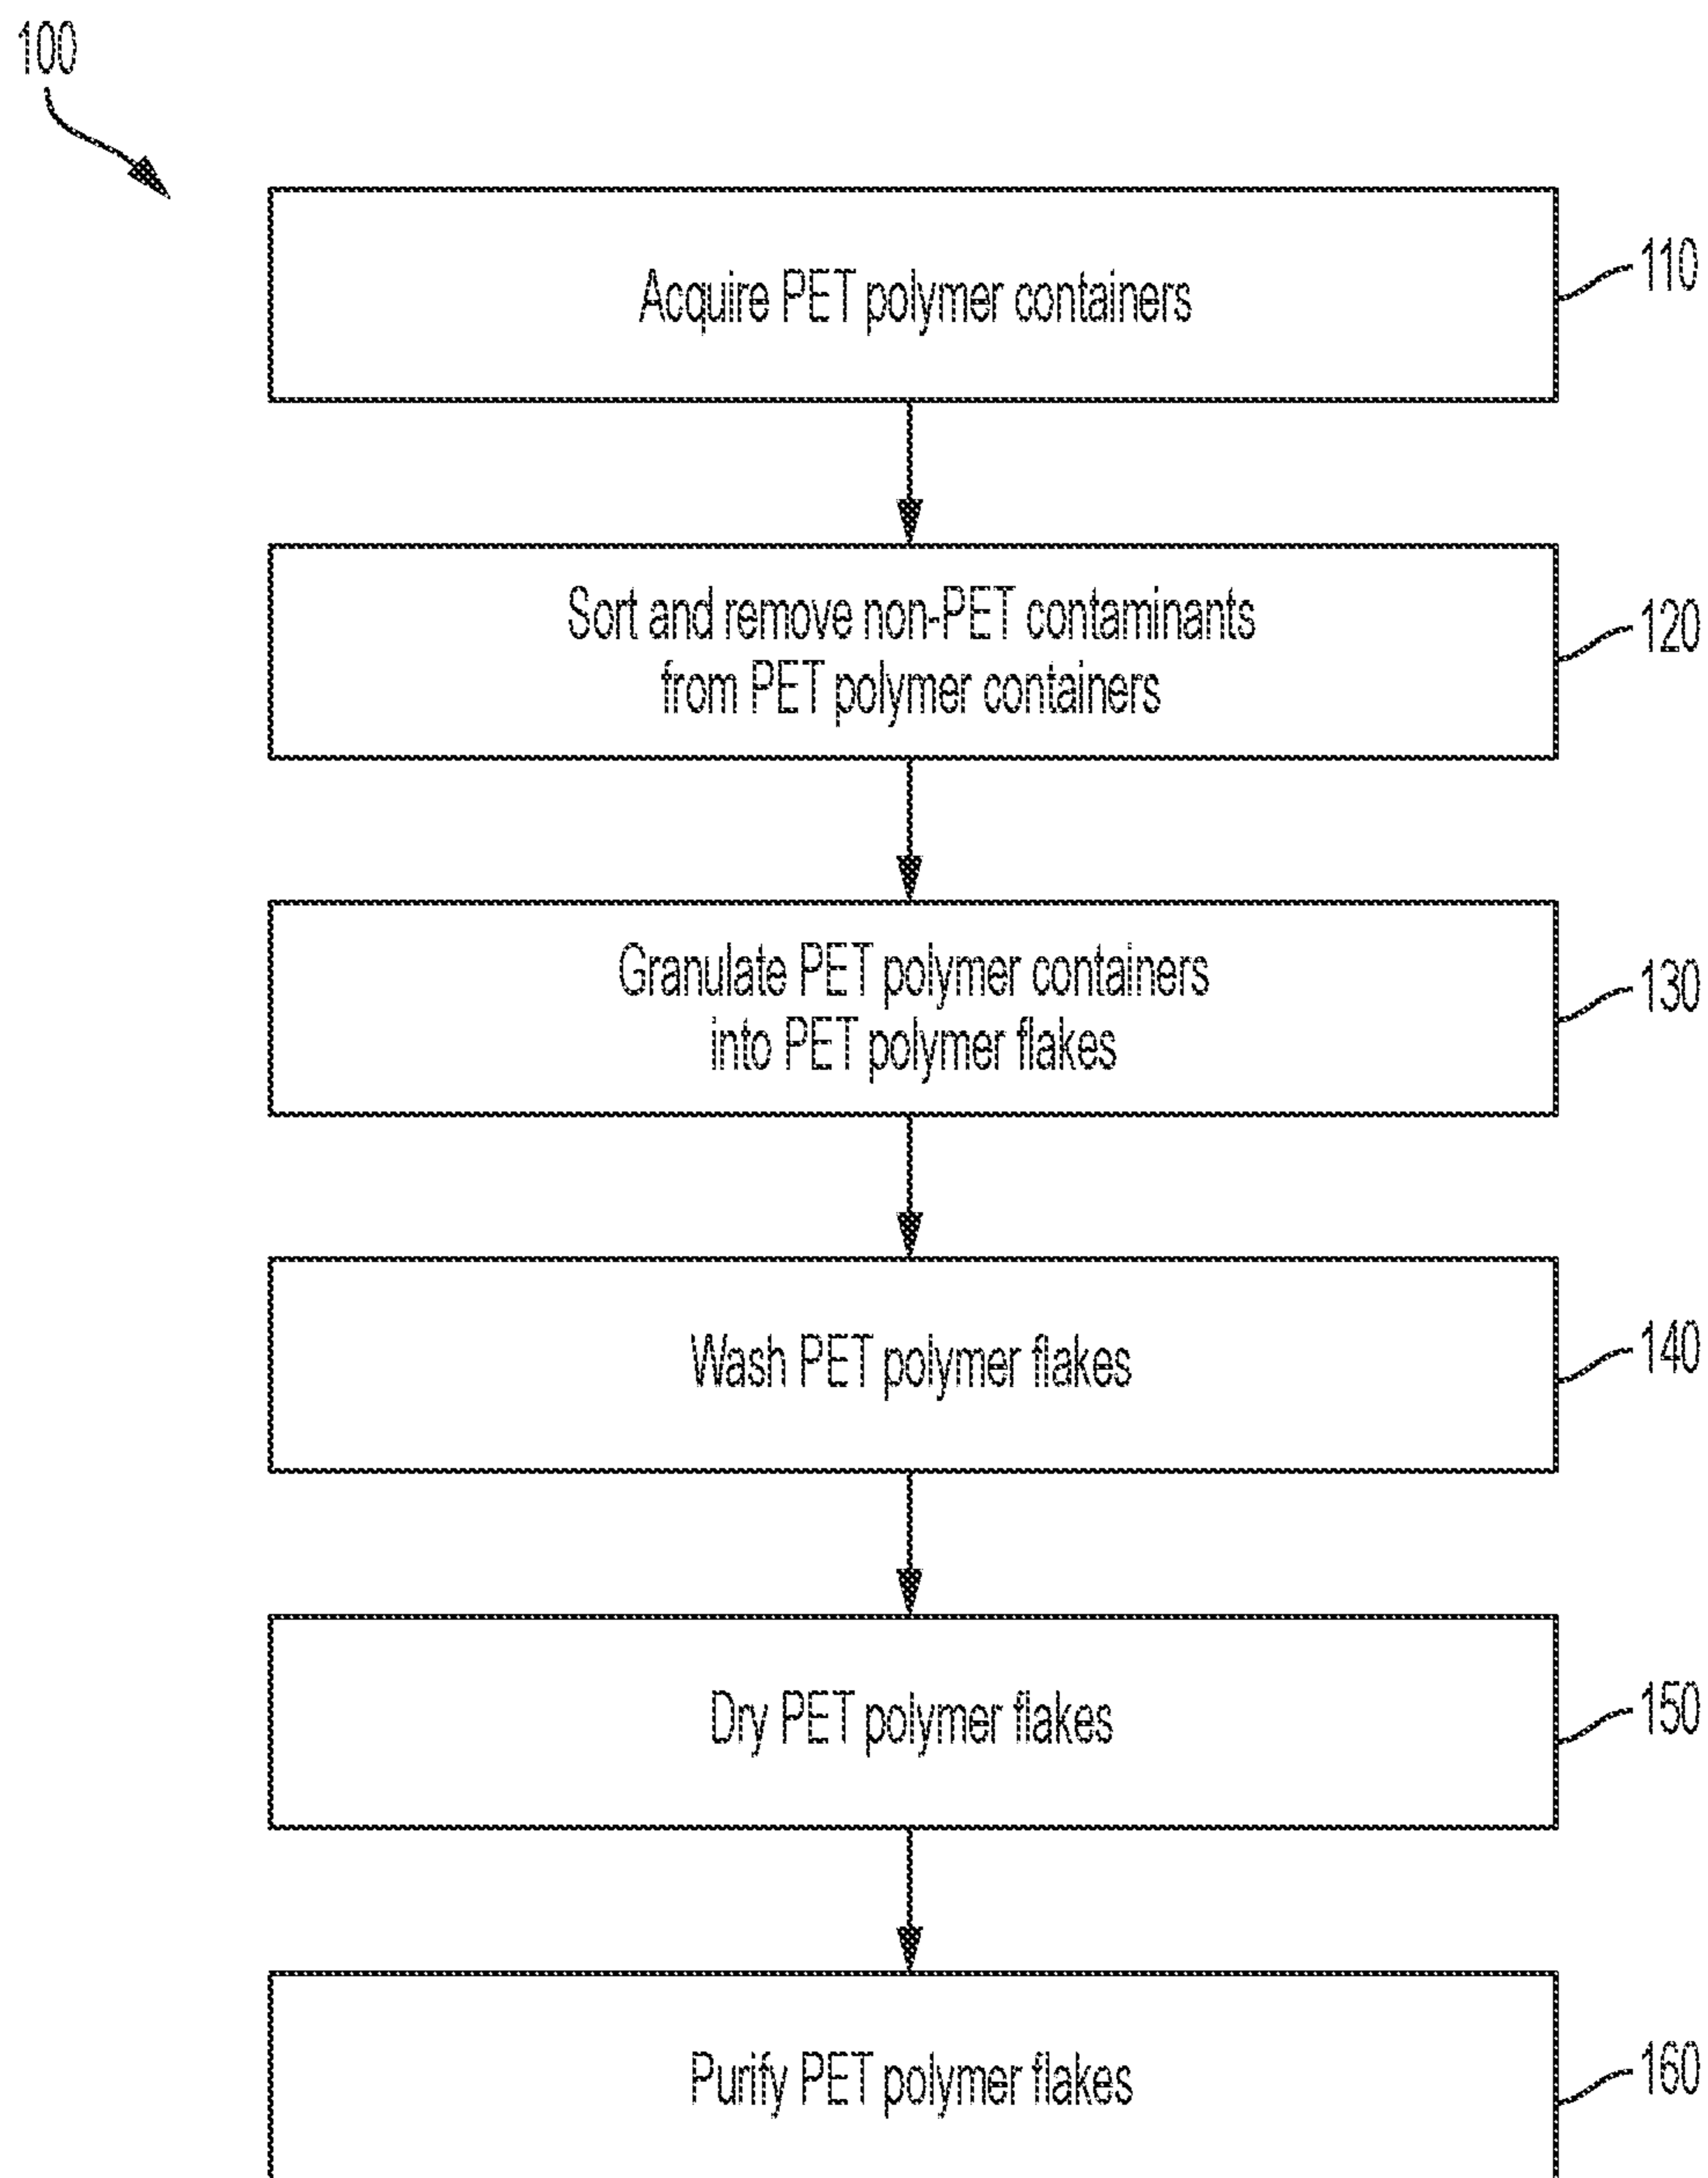 100
Acquire PET polymer containers
110
Sort and remove non-PET contaminants
from PET polymer containers
120
Granulate PET polymer containers
into PET polymer flakes
130
Wash PET polymer flakes
140
Dry PET polymer flakes
150
Purify PET polymer flakes
160